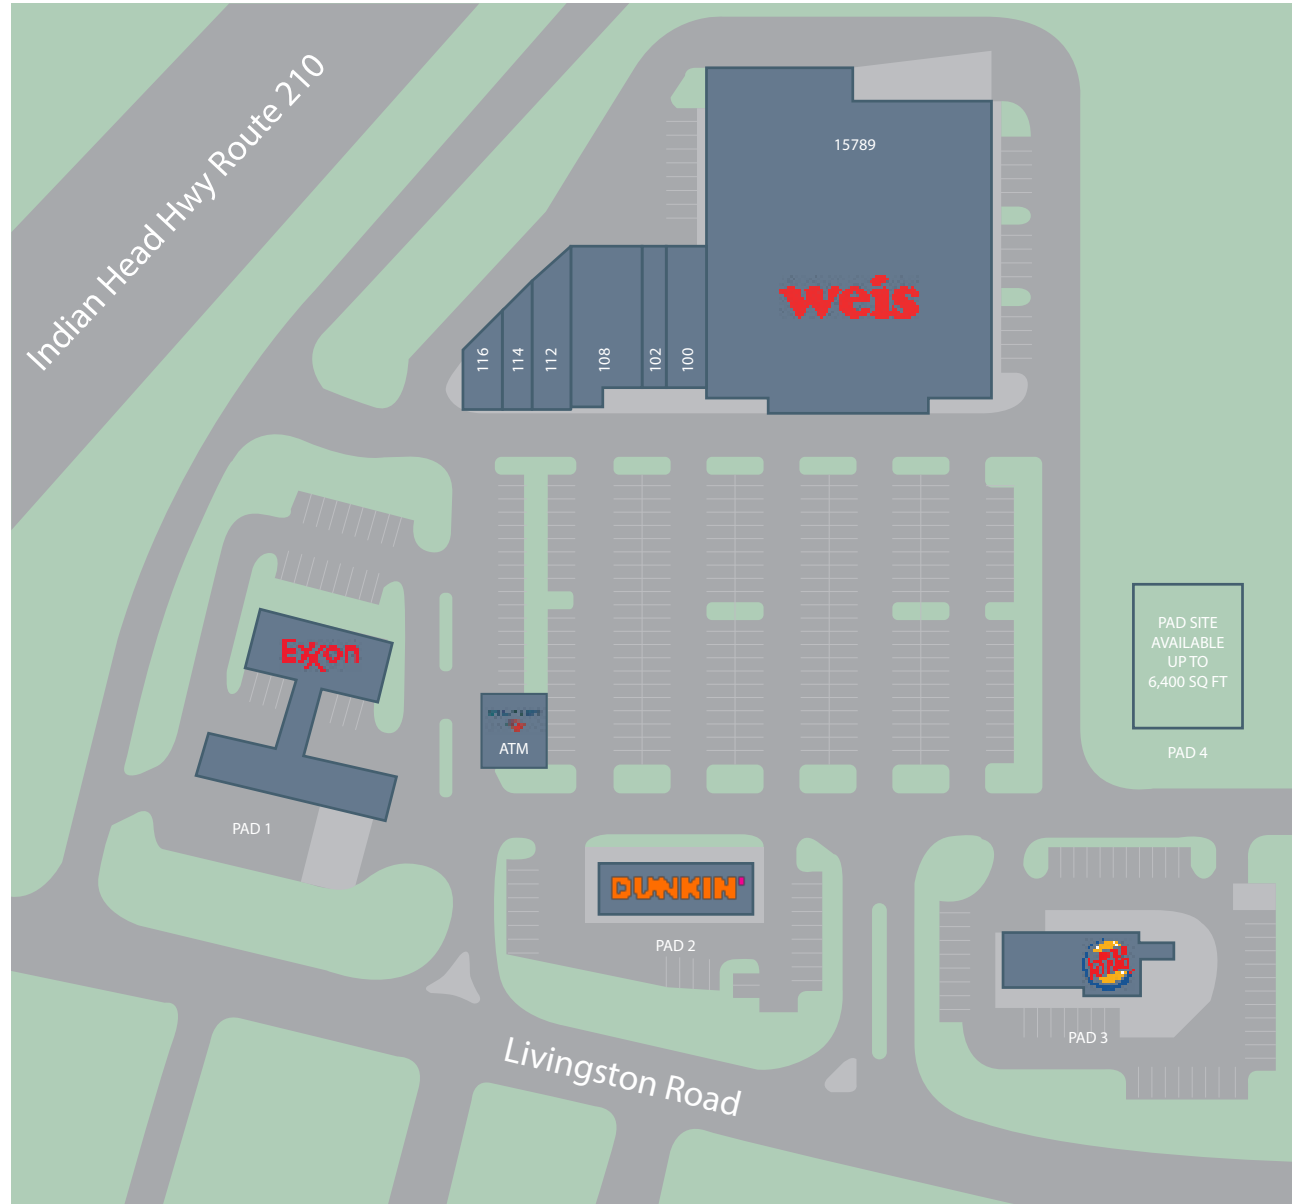 Indian Head Hwy Route 210
15789
weis
116
114
112
108
102
100
Exxon
PAD SITE
AVAILABLE
UP TO
6,400 SQ FT
PAD 4
ATM
PAD 1
DUNKIN'
PAD 2
PAD 3
Livingston Road